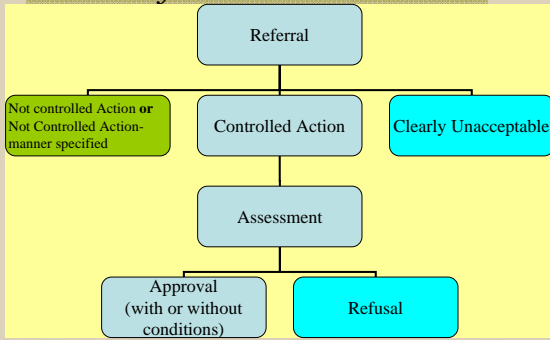 Referral
Not controlled Action or
Not Controlled Action-
manner specified
Controlled Action
Clearly Unacceptable
Assessment
Approval
(with or without
conditions)
Refusal